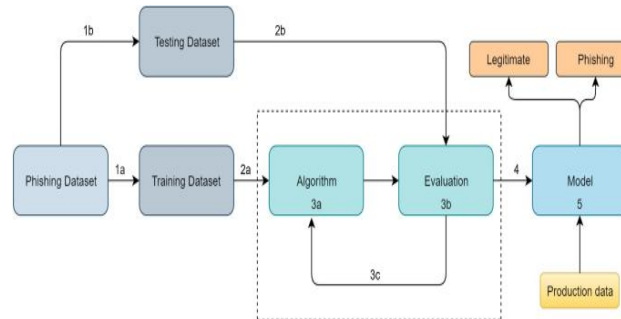 1b
Testing Dataset
2b
Legitimate
Phishing
Phishing Dataset
1a
Training Dataset
2a
Algorithm
3a
Evaluation
3b
4
Model
5
3c
Production data